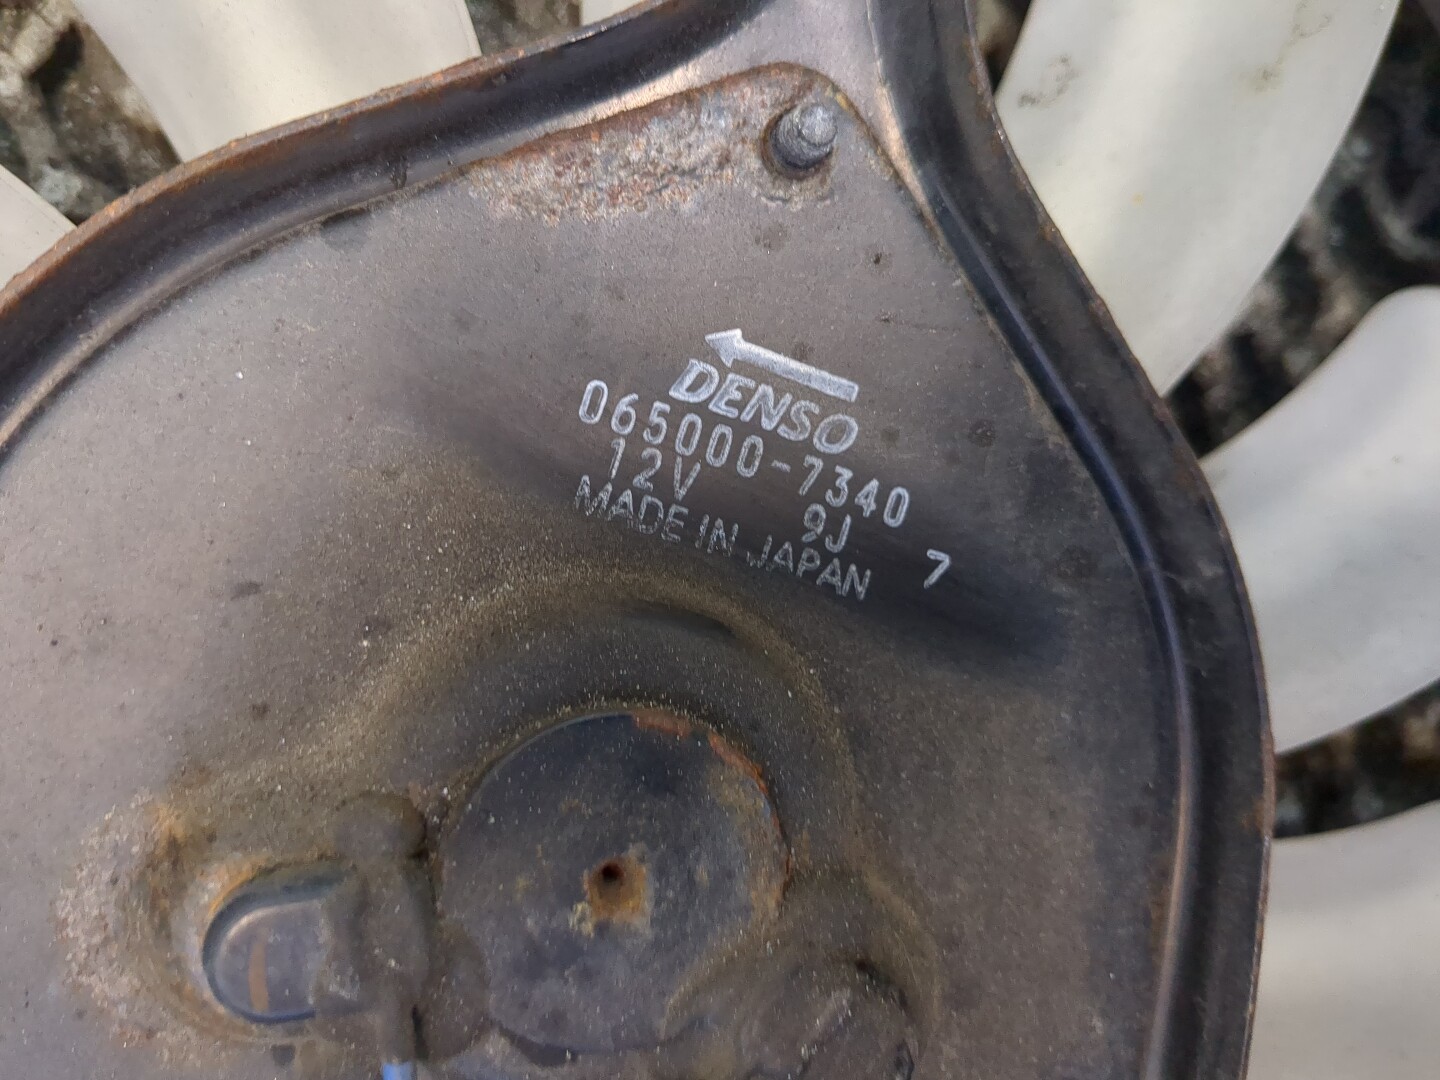 DENSO
065000-7340
12V 9J
MADE IN JAPAN 7